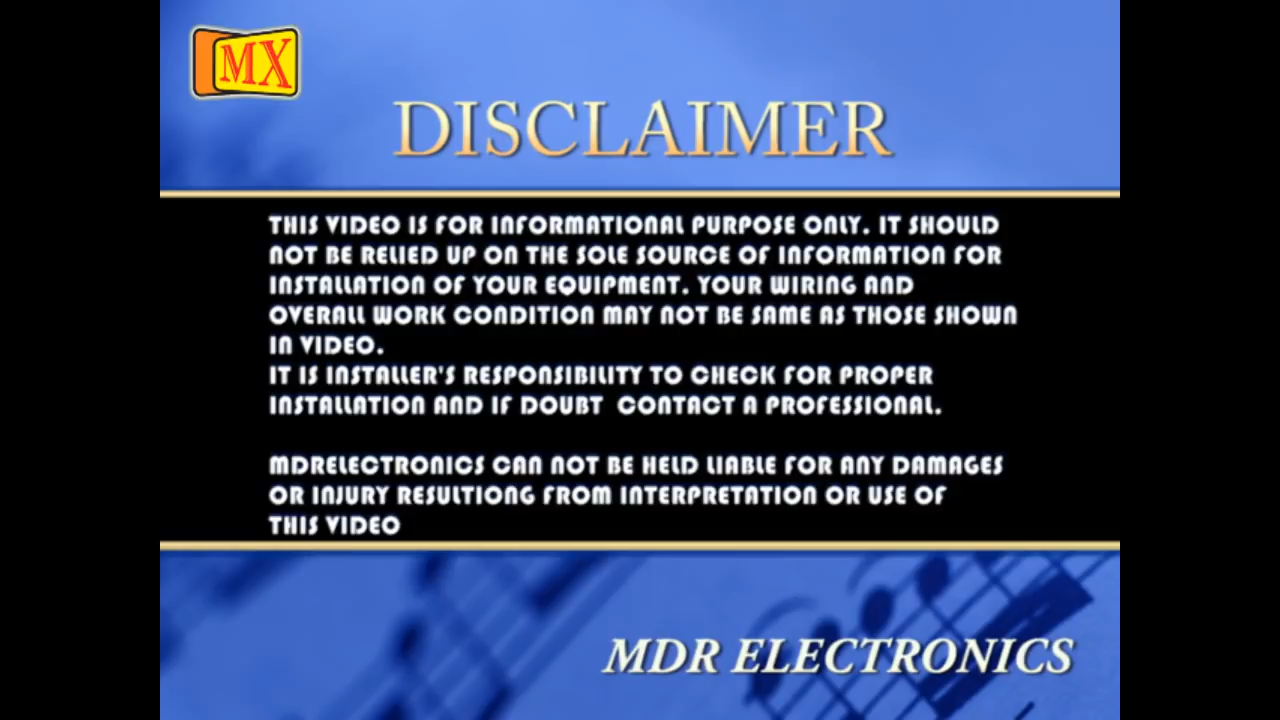 MX
DISCLAIMER
THIS VIDEO IS FOR INFORMATIONAL PURPOSE ONLY. IT SHOULD
NOT BE RELIED UP ON THE SOLE SOURCE OF INFORMATION FOR
INSTALLATION OF YOUR EQUIPMENT. YOUR WIRING AND
OVERALL WORK CONDITION MAY NOT BE SAME AS THOSE SHOWN
IN VIDEO.
IT IS INSTALLER'S RESPONSIBILITY TO CHECK FOR PROPER
INSTALLATION AND IF DOUBT CONTACT A PROFESSIONAL.
MDRELECTRONICS CAN NOT BE HELD LIABLE FOR ANY DAMAGES
OR INJURY RESULTIONG FROM INTERPRETATION OR USE OF
THIS VIDEO
MDR ELECTRONICS